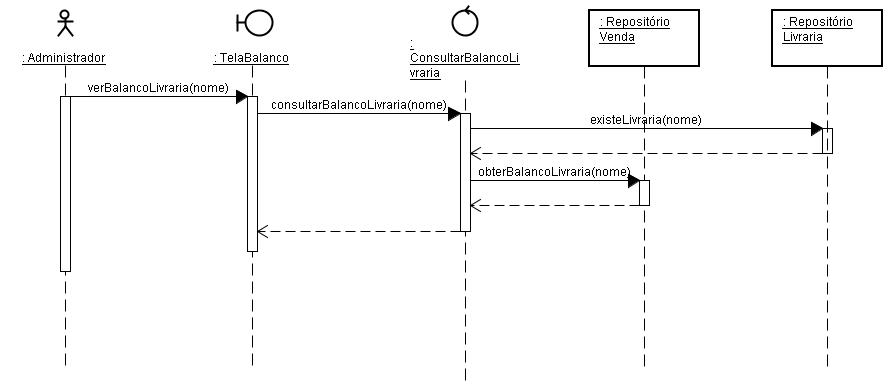 : Administrador
: TelaBalanco
:
ConsultarBalancoLi
vraria
: Repositório
Venda
: Repositório
Livraria
verBalancoLivraria(nome)
consultarBalancoLivraria(nome)
existeLivraria(nome)
obterBalancoLivraria(nome)